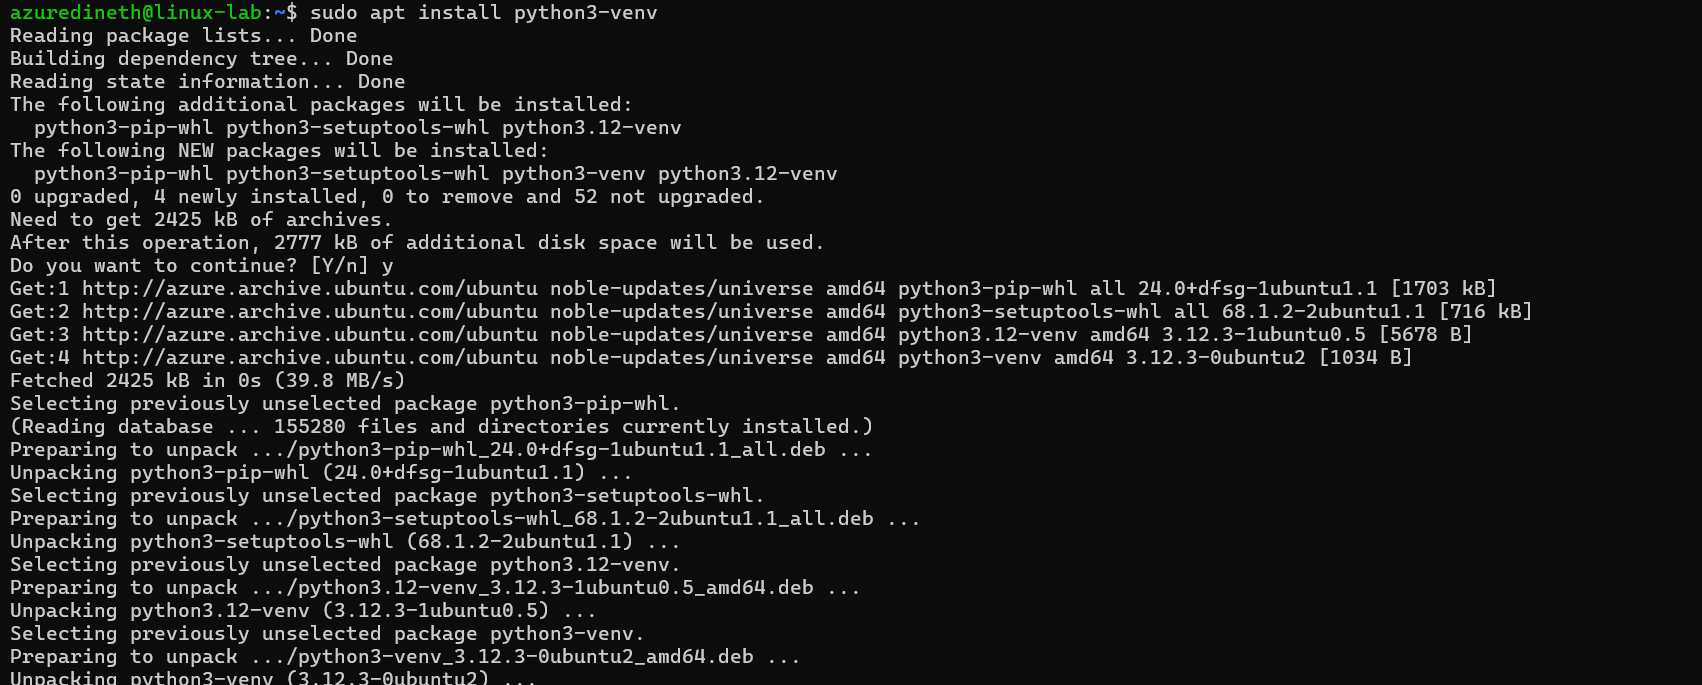 azuredineth@linux-lab:~$ sudo apt install python3-venv
Reading package lists... Done
Building dependency tree... Done
Reading state information... Done
The following additional packages will be installed:
  python3-pip-whl python3-setuptools-whl python3.12-venv
The following NEW packages will be installed:
  python3-pip-whl python3-setuptools-whl python3-venv python3.12-venv
0 upgraded, 4 newly installed, 0 to remove and 52 not upgraded.
Need to get 2425 kB of archives.
After this operation, 2777 kB of additional disk space will be used.
Do you want to continue? [Y/n] y
Get:1 http://azure.archive.ubuntu.com/ubuntu noble-updates/universe amd64 python3-pip-whl all 24.0+dfsg-1ubuntu1.1 [1703 kB]
Get:2 http://azure.archive.ubuntu.com/ubuntu noble-updates/universe amd64 python3-setuptools-whl all 68.1.2-2ubuntu1.1 [716 kB]
Get:3 http://azure.archive.ubuntu.com/ubuntu noble-updates/universe amd64 python3.12-venv amd64 3.12.3-1ubuntu0.5 [5678 B]
Get:4 http://azure.archive.ubuntu.com/ubuntu noble-updates/universe amd64 python3-venv amd64 3.12.3-0ubuntu2 [1034 B]
Fetched 2425 kB in 0s (39.8 MB/s)
Selecting previously unselected package python3-pip-whl.
(Reading database ... 155280 files and directories currently installed.)
Preparing to unpack .../python3-pip-whl_24.0+dfsg-1ubuntu1.1_all.deb ...
Unpacking python3-pip-whl (24.0+dfsg-1ubuntu1.1) ...
Selecting previously unselected package python3-setuptools-whl.
Preparing to unpack .../python3-setuptools-whl_68.1.2-2ubuntu1.1_all.deb ...
Unpacking python3-setuptools-whl (68.1.2-2ubuntu1.1) ...
Selecting previously unselected package python3.12-venv.
Preparing to unpack .../python3.12-venv_3.12.3-1ubuntu0.5_amd64.deb ...
Unpacking python3.12-venv (3.12.3-1ubuntu0.5) ...
Selecting previously unselected package python3-venv.
Preparing to unpack .../python3-venv_3.12.3-0ubuntu2_amd64.deb ...
Unpacking python3-venv (3.12.3-0ubuntu2) ...